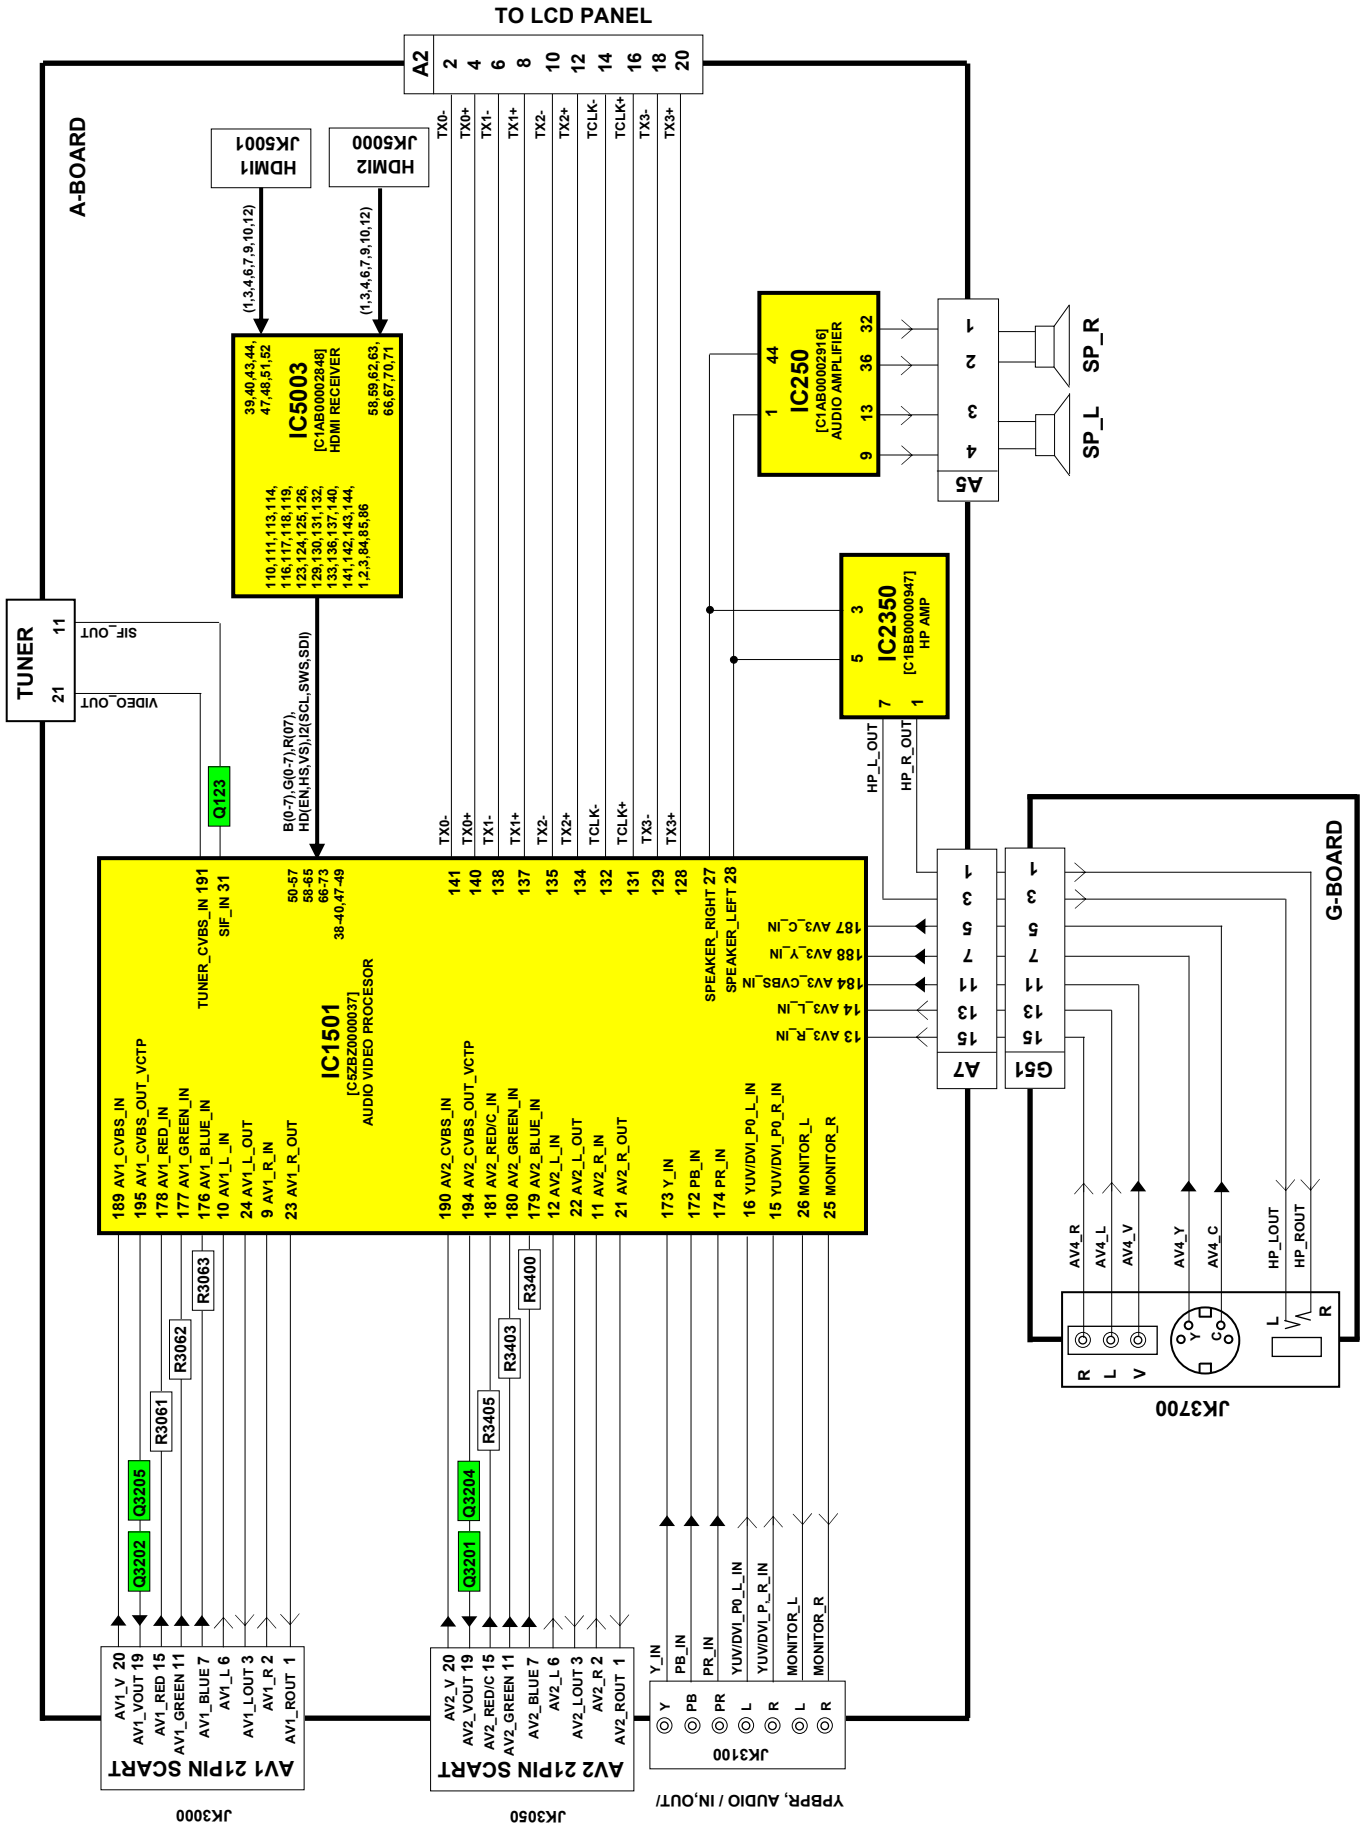 TO LCD PANEL
A2
2
4
6
8
10
12
14
16
18
20
A-BOARD
HDMI1
JK5001
HDMI2
JK5000
(1,3,4,6,7,9,10,12)
(1,3,4,6,7,9,10,12)
TX0-
TX0+
TX1-
TX1+
TX2-
TX2+
TCLK-
TCLK+
TX3-
TX3+
39,40,43,44,
47,48,51,52
IC5003
[C1AB00002848]
HDMI RECEIVER
58,59,62,63,
66,67,70,71
110,111,113,114,
116,117,118,119,
123,124,125,126,
129,130,131,132,
133,136,137,140,
141,142,143,144,
1,2,3,84,85,86
TUNER
11
21
SIF_OUT
VIDEO_OUT
Q123
B(0-7),G(0-7),R(07),
HD(EN,HS,VS),I2(SCL,SWS,SDI)
44
1
IC250
[C1AB00002916]
AUDIO AMPLIFIER
32
36
13
9
1
2
3
4
A5
SP_R
SP_L
3
5
IC2350
[C1BB00000947]
HP AMP
7
1
HP_L_OUT
HP_R_OUT
TX0-
TX0+
TX1-
TX1+
TX2-
TX2+
TCLK-
TCLK+
TX3-
TX3+
TUNER_CVBS_IN 191
SIF_IN 31
50-57
58-65
66-73
38-40,47-49
141
140
138
137
135
134
132
131
129
128
SPEAKER_RIGHT 27
SPEAKER_LEFT 28
IC1501
[C5ZBZ0000037]
AUDIO VIDEO PROCESOR
187 AV3_C_IN
188 AV3_Y_IN
184 AV3_CVBS_IN
14 AV3_L_IN
13 AV3_R_IN
1
3
5
7
11
13
15
A7
1
3
5
7
11
13
15
G51
G-BOARD
189 AV1_CVBS_IN
195 AV1_CVBS_OUT_VCTP
178 AV1_RED_IN
177 AV1_GREEN_IN
176 AV1_BLUE_IN
10 AV1_L_IN
24 AV1_L_OUT
9 AV1_R_IN
23 AV1_R_OUT
190 AV2_CVBS_IN
194 AV2_CVBS_OUT_VCTP
181 AV2_RED/C_IN
180 AV2_GREEN_IN
179 AV2_BLUE_IN
12 AV2_L_IN
22 AV2_L_OUT
11 AV2_R_IN
21 AV2_R_OUT
173 Y_IN
172 PB_IN
174 PR_IN
16 YUV/DVI_P0_L_IN
15 YUV/DVI_P0_R_IN
26 MONITOR_L
25 MONITOR_R
R3063
R3062
R3061
R3400
R3403
R3405
Q3205
Q3202
Q3204
Q3201
AV4_R
AV4_L
AV4_V
AV4_Y
AV4_C
HP_LOUT
HP_ROUT
R
L
V
Y
C
L
R
JK3700
AV1_V 20
AV1_VOUT 19
AV1_RED 15
AV1_GREEN 11
AV1_BLUE 7
AV1_L 6
AV1_LOUT 3
AV1_R 2
AV1_ROUT 1
AV1 21PIN SCART
JK3000
AV2_V 20
AV2_VOUT 19
AV2_RED/C 15
AV2_GREEN 11
AV2_BLUE 7
AV2_L 6
AV2_LOUT 3
AV2_R 2
AV2_ROUT 1
AV2 21PIN SCART
JK3050
Y_IN
PB_IN
PR_IN
YUV/DVI_P0_L_IN
YUV/DVI_P,_R_IN
MONITOR_L
MONITOR_R
Y
PB
PR
L
R
L
R
JK3100
YPBPR, AUDIO / IN,OUT/